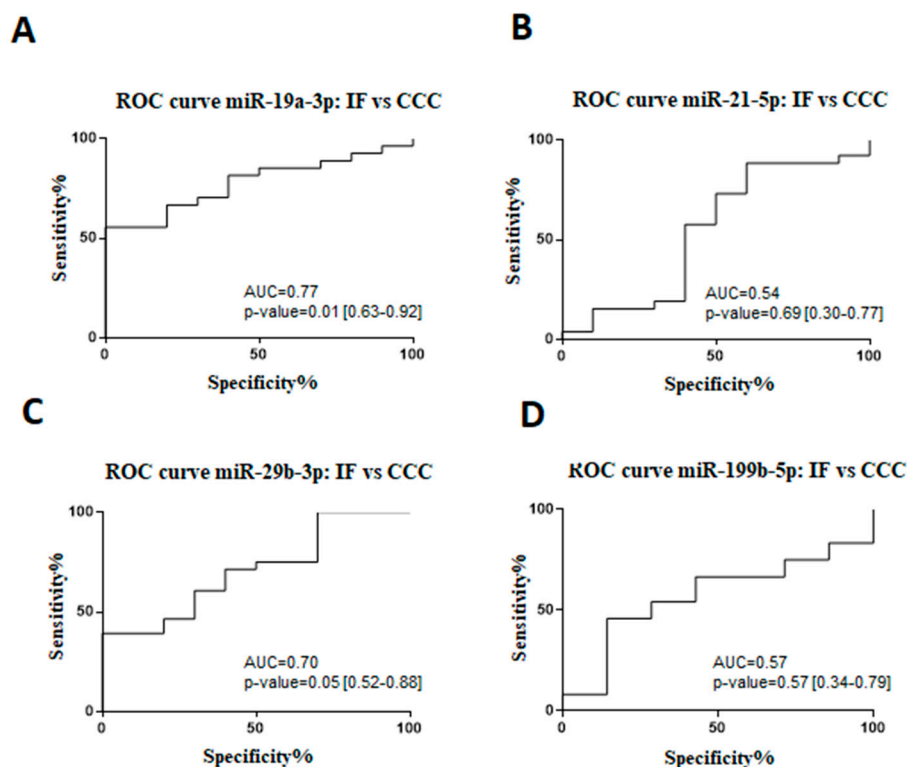 A
ROC curve miR-19a-3p: IF vs CCC
100
50
0
Sensitivity%
AUC=0.77
p-value=0.01 [0.63-0.92]
0
50
100
Specificity%
B
ROC curve miR-21-5p: IF vs CCC
100
50
0
Sensitivity%
AUC=0.54
p-value=0.69 [0.30-0.77]
0
50
100
Specificity%
C
ROC curve miR-29b-3p: IF vs CCC
100
50
0
Sensitivity%
AUC=0.70
p-value=0.05 [0.52-0.88]
0
50
100
Specificity%
D
ROC curve miR-199b-5p: IF vs CCC
100
50
0
Sensitivity%
AUC=0.57
p-value=0.57 [0.34-0.79]
0
50
100
Specificity%